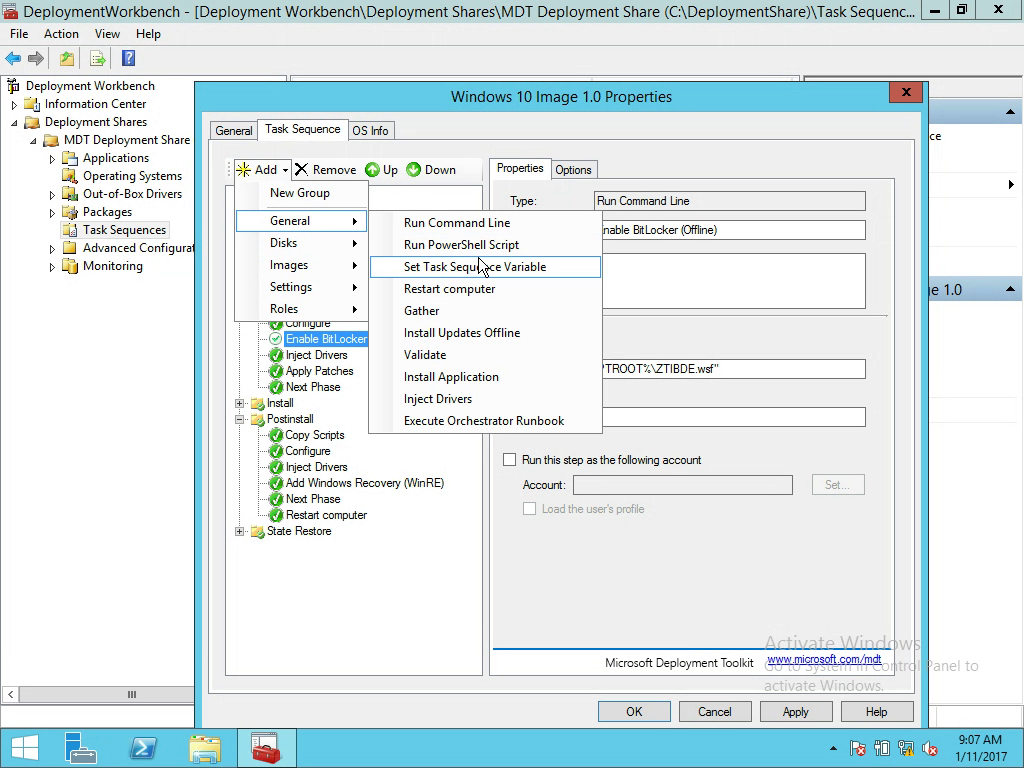 DeploymentWorkbench - [Deployment Workbench\Deployment Shares\MDT Deployment Share (C:\DeploymentShare)\Task Sequenc...
File Action View Help
Deployment Workbench
Information Center
Deployment Shares
MDT Deployment Share
Applications
Operating Systems
Out-of-Box Drivers
Packages
Task Sequences
Advanced Configurat
Monitoring
Windows 10 Image 1.0 Properties
General Task Sequence OS Info
Add Remove Up Down
New Group
General
Disks
Images
Settings
Roles
Run Command Line
Run PowerShell Script
Set Task Sequence Variable
Restart computer
Gather
Install Updates Offline
Validate
Install Application
Inject Drivers
Execute Orchestrator Runbook
Configure
Enable BitLocker
Inject Drivers
Apply Patches
Next Phase
Install
Postinstall
Copy Scripts
Configure
Inject Drivers
Add Windows Recovery (WinRE)
Next Phase
Restart computer
State Restore
Properties Options
Type: Run Command Line
nable BitLocker (Offline)
TROOT%\ZTIBDE.wsf"
Run this step as the following account
Account: Set...
Load the user's profile
Microsoft Deployment Toolkit www.microsoft.com/mdt
OK Cancel Apply Help
ce
ge 1.0
Activate Windows
Go to System in Control Panel to
activate Windows.
9:07 AM
1/11/2017